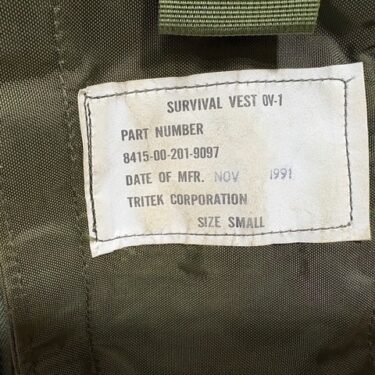 SURVIVAL VEST OV-1
PART NUMBER
8415-00-201-9097
DATE OF MFR. NOV 1991
TRITEK CORPORATION
SIZE SMALL